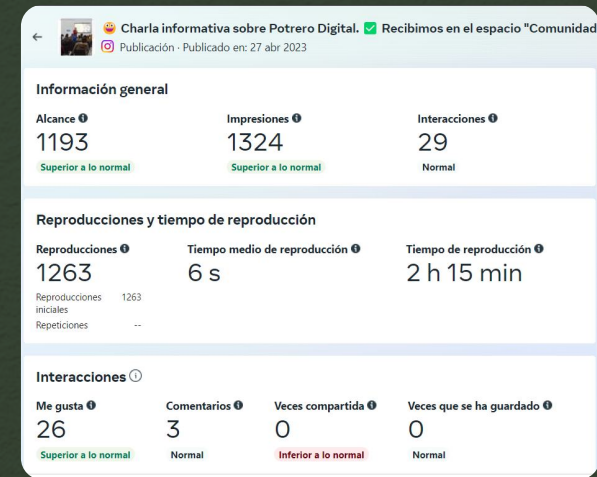 ← 😀 Charla informativa sobre Potrero Digital. ✅ Recibimos en el espacio "Comunidad
Publicación · Publicado en: 27 abr 2023
Información general
Alcance Impresiones Interacciones
1193 1324 29
Superior a lo normal Superior a lo normal Normal
Reproducciones y tiempo de reproducción
Reproducciones Tiempo medio de reproducción Tiempo de reproducción
1263 6 s 2 h 15 min
Reproducciones iniciales 1263
Repeticiones --
Interacciones
Me gusta Comentarios Veces compartida Veces que se ha guardado
26 3 0 0
Superior a lo normal Normal Inferior a lo normal Normal